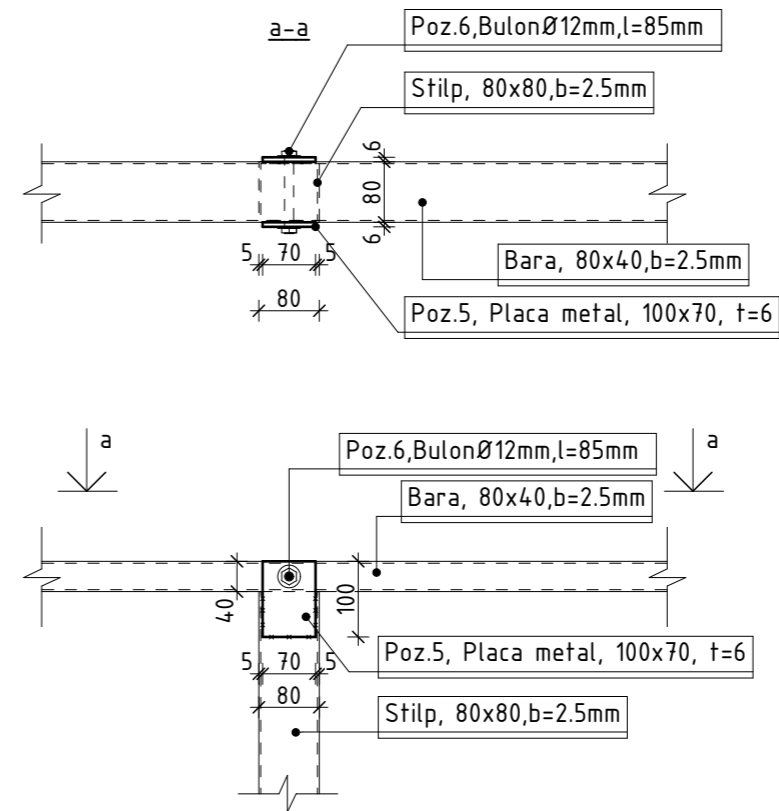 a-a
Poz.6,BulonØ12mm,l=85mm
Stilp, 80x80,b=2.5mm
6
80
6
5 70 5
80
Bara, 80x40,b=2.5mm
Poz.5, Placa metal, 100x70, t=6
a
a
Poz.6,BulonØ12mm,l=85mm
Bara, 80x40,b=2.5mm
40
100
5 70 5
80
Poz.5, Placa metal, 100x70, t=6
Stilp, 80x80,b=2.5mm